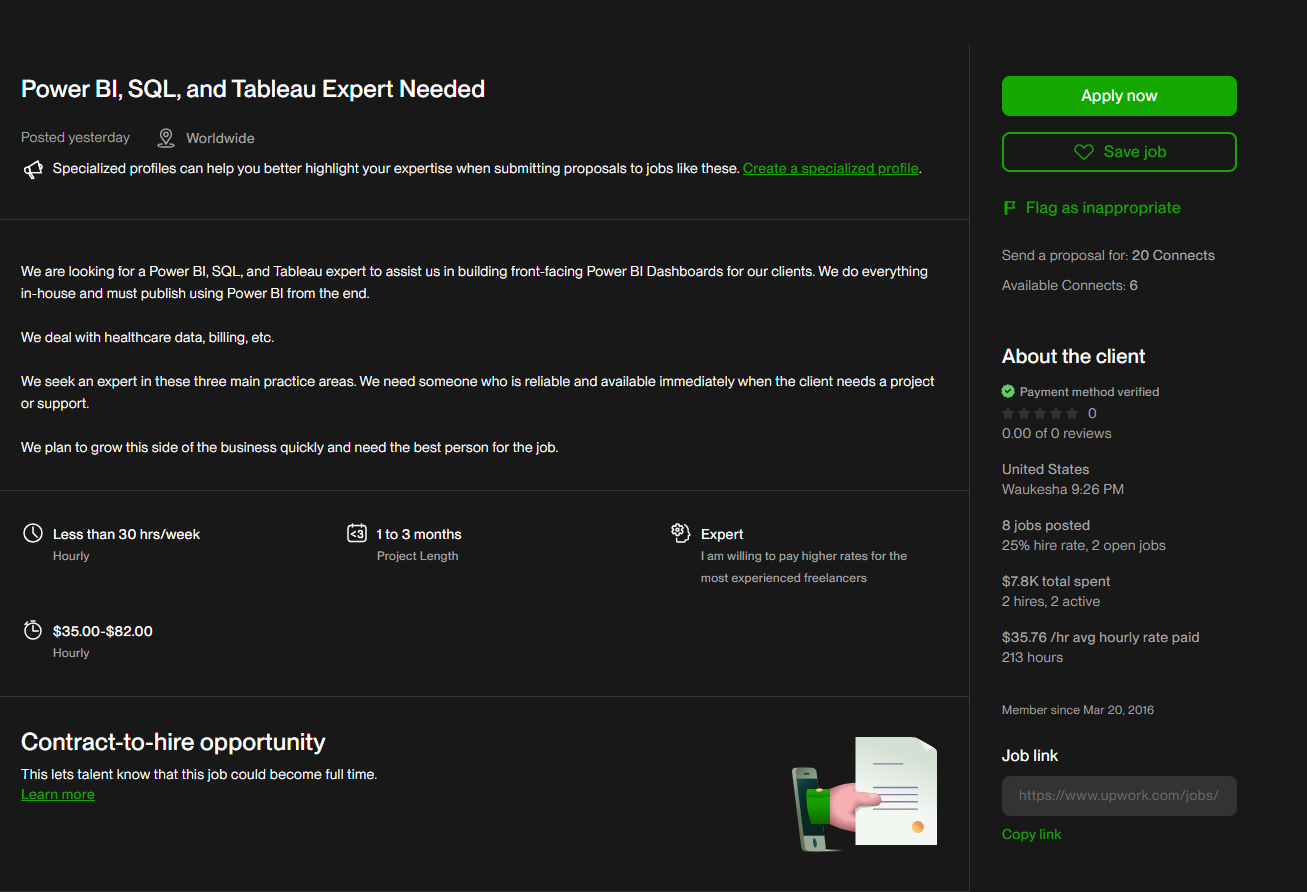 Power BI, SQL, and Tableau Expert Needed
Posted yesterday Worldwide
Specialized profiles can help you better highlight your expertise when submitting proposals to jobs like these. Create a specialized profile.
We are looking for a Power BI, SQL, and Tableau expert to assist us in building front-facing Power BI Dashboards for our clients. We do everything
in-house and must publish using Power BI from the end.
We deal with healthcare data, billing, etc.
We seek an expert in these three main practice areas. We need someone who is reliable and available immediately when the client needs a project
or support.
We plan to grow this side of the business quickly and need the best person for the job.
Less than 30 hrs/week
Hourly
<3
1 to 3 months
Project Length
Expert
I am willing to pay higher rates for the
most experienced freelancers
$35.00-$82.00
Hourly
Contract-to-hire opportunity
This lets talent know that this job could become full time.
Learn more
Apply now
Save job
Flag as inappropriate
Send a proposal for: 20 Connects
Available Connects: 6
About the client
Payment method verified
0
0.00 of 0 reviews
United States
Waukesha 9:26 PM
8 jobs posted
25% hire rate, 2 open jobs
$7.8K total spent
2 hires, 2 active
$35.76 /hr avg hourly rate paid
213 hours
Member since Mar 20, 2016
Job link
https://www.upwork.com/jobs/
Copy link